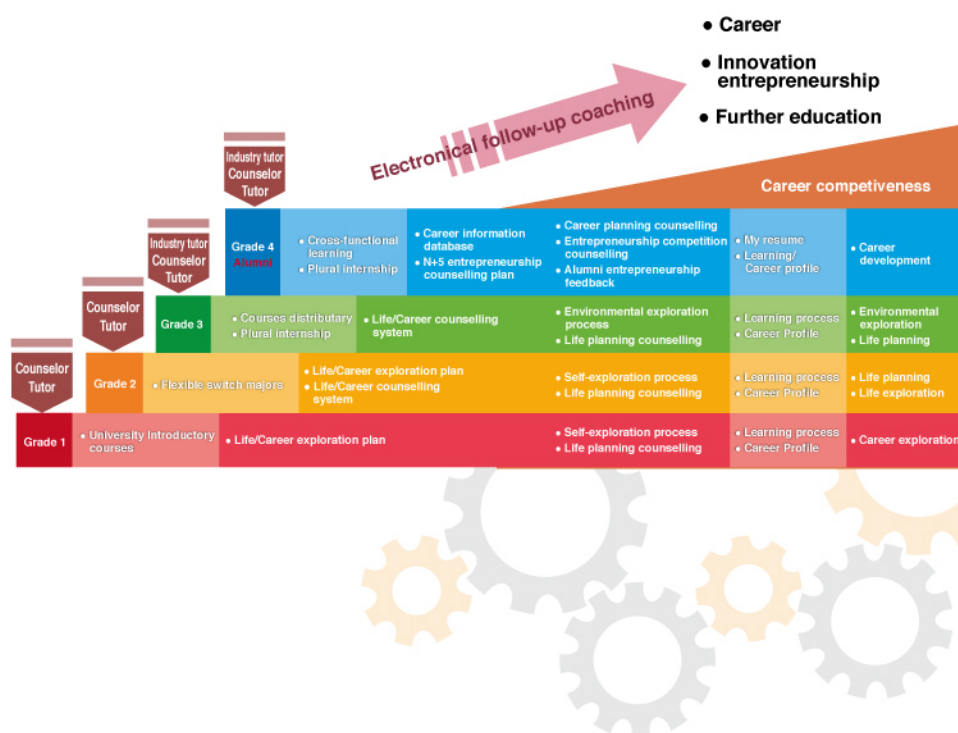 ● Career
● Innovation
entrepreneurship
● Further education
Electronical follow-up coaching
Career competiveness
Industry tutor
Counselor
Tutor
Grade 4
Alumni
● Cross-functional
learning
● Plural internship
● Career information
database
● N+5 entrepreneurship
counselling plan
● Career planning counselling
● Entrepreneurship competition
counselling
● Alumni entrepreneurship
feedback
● My resume
● Learning/
Career profile
● Career
development
Industry tutor
Counselor
Tutor
Grade 3
● Courses distributary
● Plural internship
● Life/Career counselling
system
● Environmental exploration
process
● Life planning counselling
● Learning process
● Career Profile
● Environmental
exploration
● Life planning
Counselor
Tutor
Grade 2
● Flexible switch majors
● Life/Career exploration plan
● Life/Career counselling
system
● Self-exploration process
● Life planning counselling
● Learning process
● Career Profile
● Life planning
● Life exploration
Counselor
Tutor
Grade 1
● University Introductory
courses
● Life/Career exploration plan
● Self-exploration process
● Life planning counselling
● Learning process
● Career Profile
● Career exploration